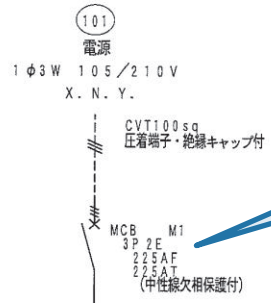 101
電源
1φ3W 105/210V
X.N.Y.
CVT100sq
圧着端子・絶縁キャップ付
MCB M1
3P 2E
225AF
225AT
(中性線欠相保護付)